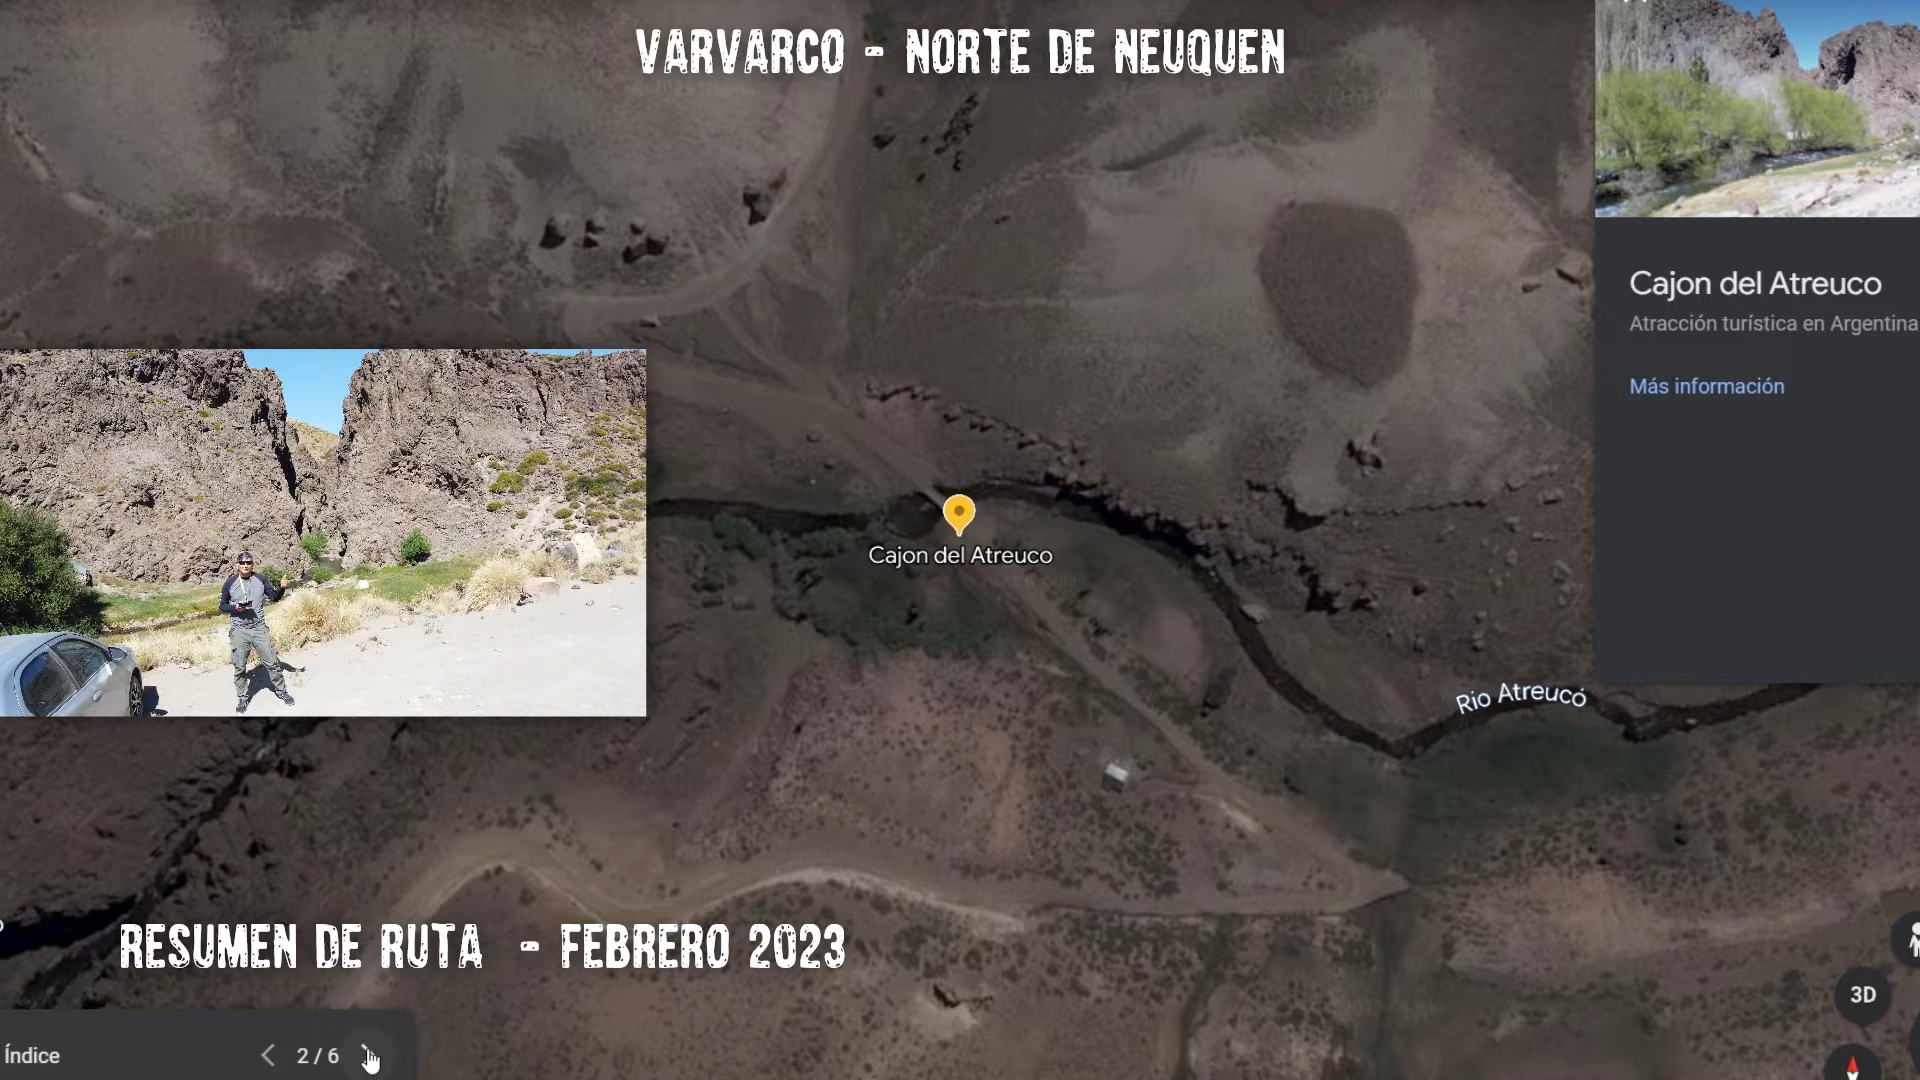 VARVARCO - NORTE DE NEUQUEN
Cajon del Atreuco
Atracción turística en Argentina
Más información
Cajon del Atreuco
Rio Atreucó
RESUMEN DE RUTA - FEBRERO 2023
Índice
2 / 6
3D